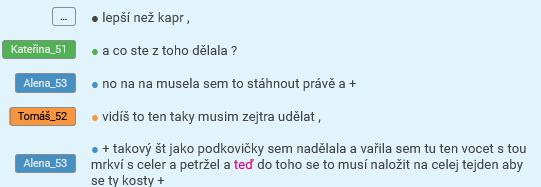 ... ● lepší než kapr ,
Kateřina_51 ● a co ste z toho dělala ?
Alena_53 ● no na na musela sem to stáhnout právě a +
Tomáš_52 ● vidíš to ten taky musim zejtra udělat ,
● + takový št jako podkovičky sem nadělala a vařila sem tu ten vocet s tou
Alena_53 mrkví s celer a petržel a teď do toho se to musí naložit na celej tejden aby
se ty kosty +